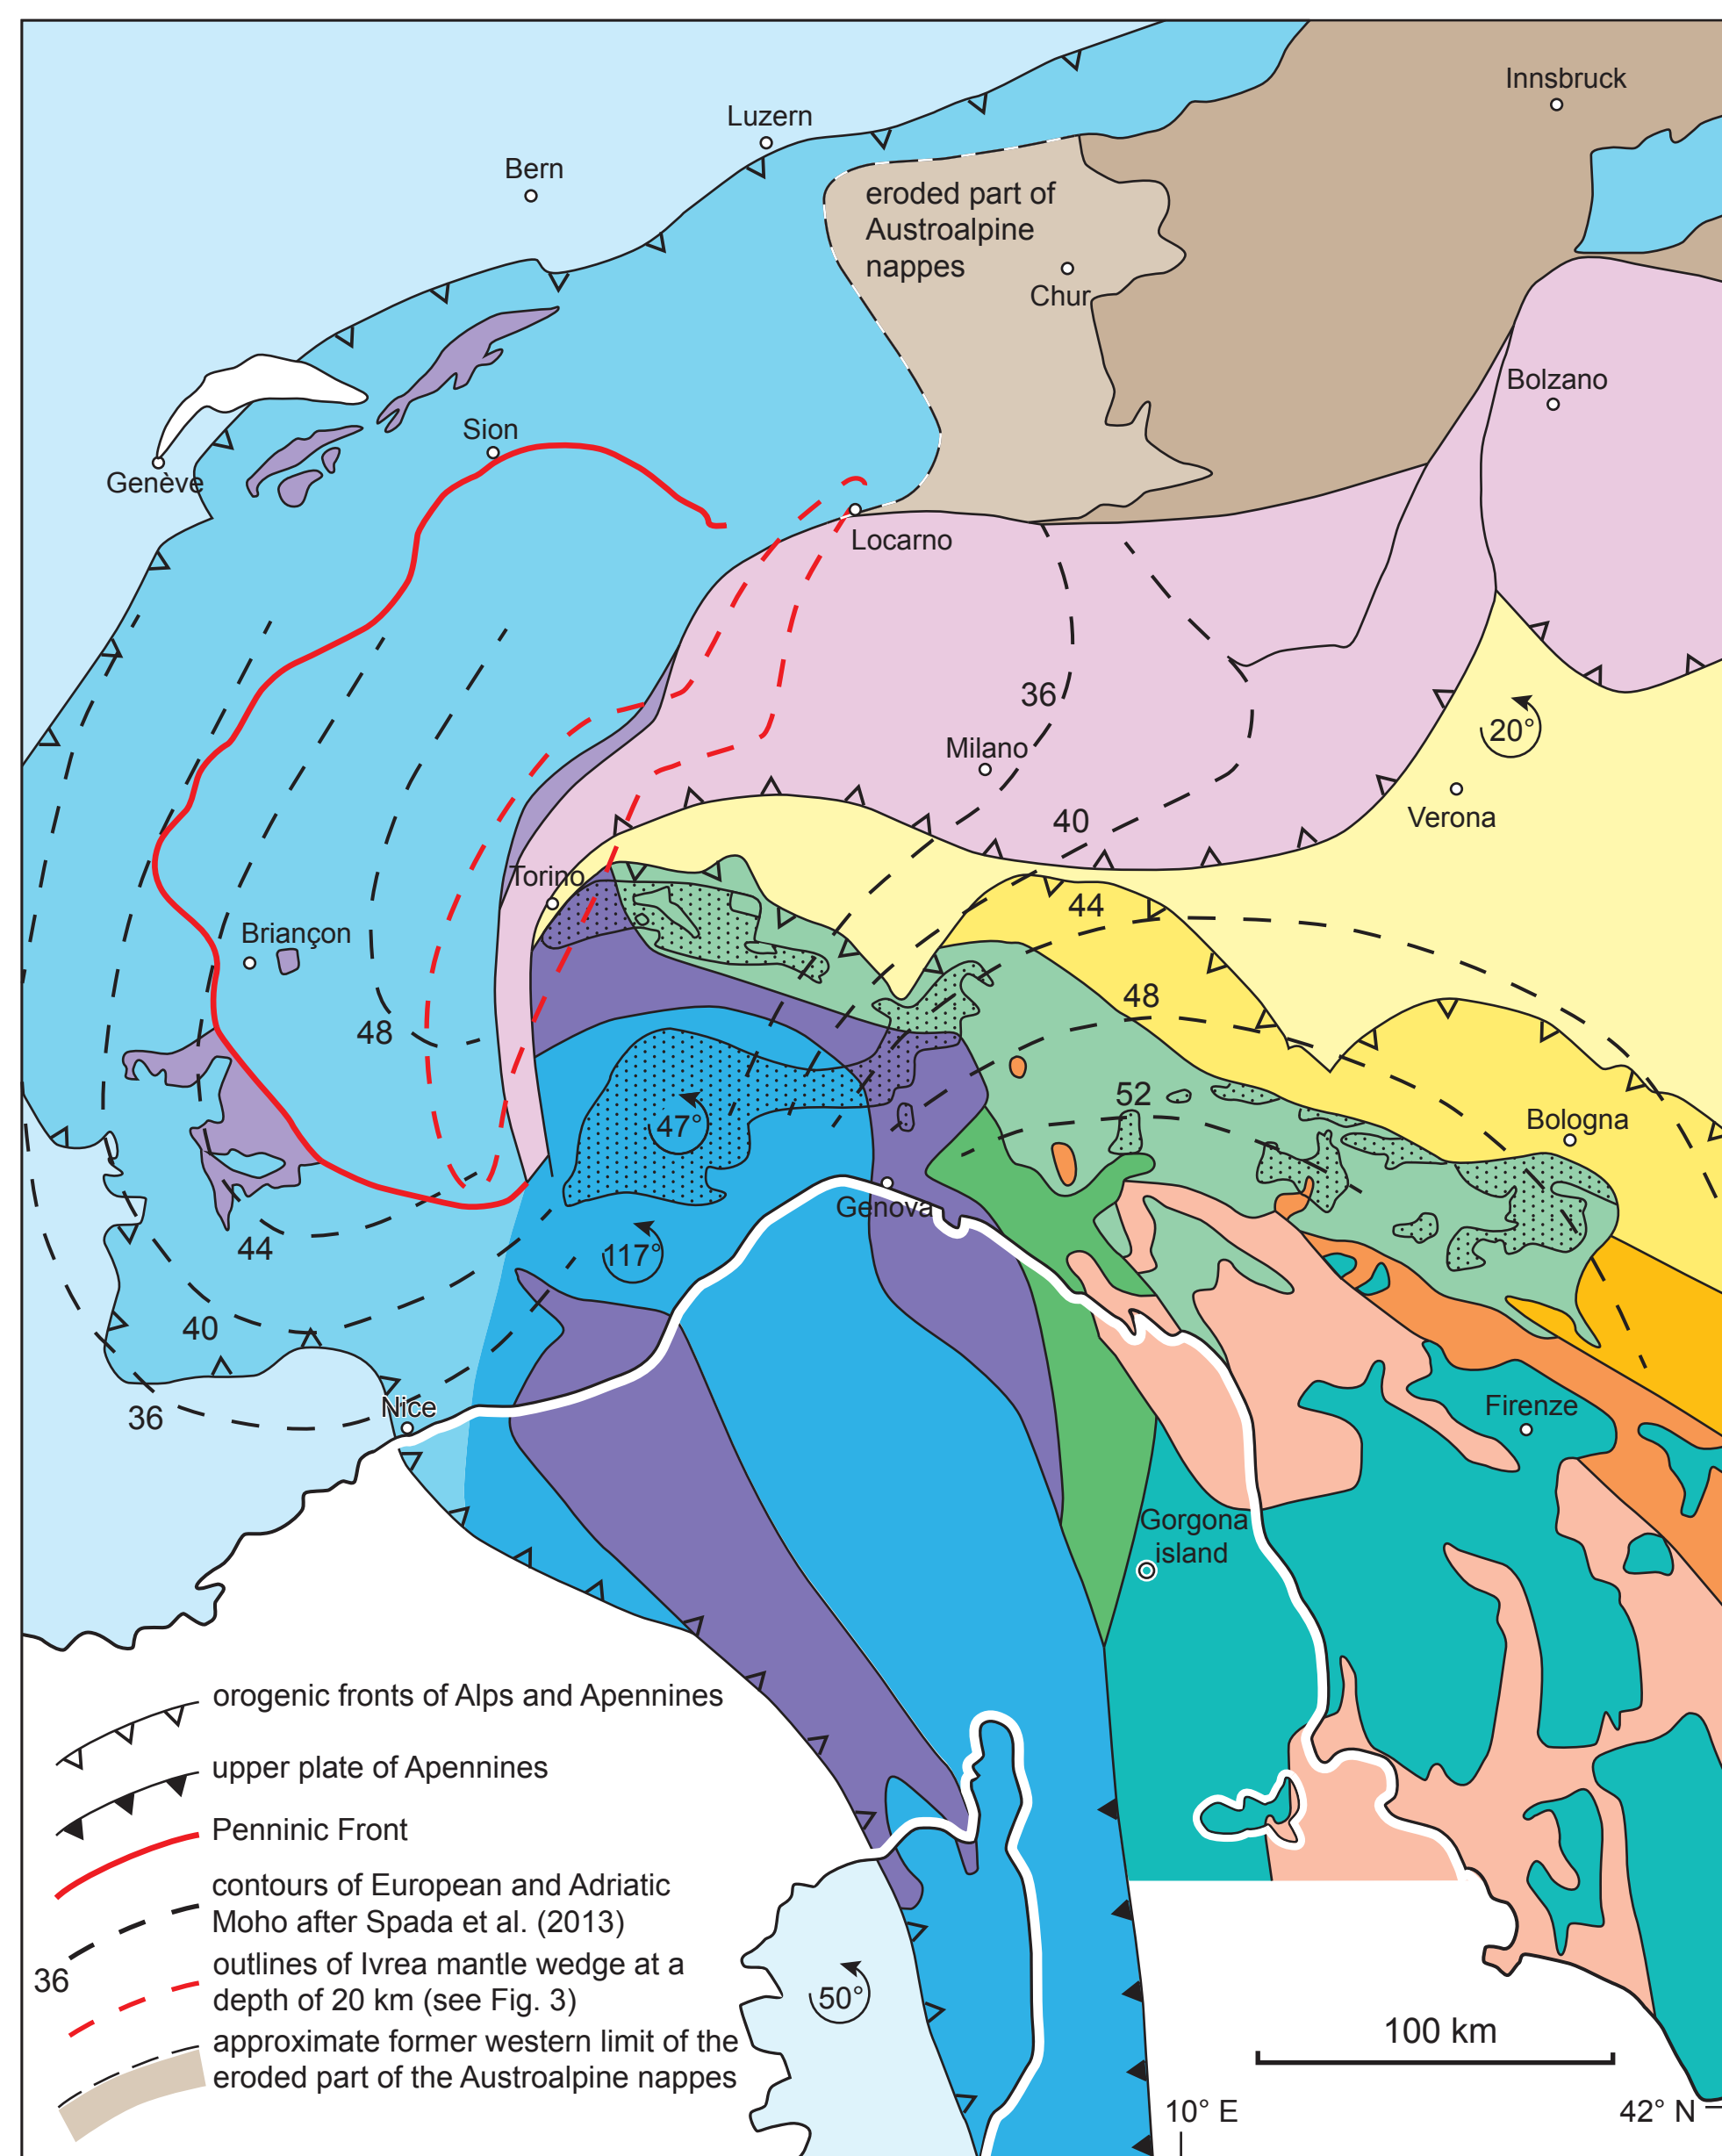 Innsbruck
Luzern
Bern
eroded part of
Austroalpine
nappes
Chur
Bolzano
Sion
Genève
Locarno
36
20°
Milano
Verona
40
Torino
44
Briançon
48
48
52
47°
Bologna
Genova
44
117°
40
36
Nice
Firenze
Gorgona
island
orogenic fronts of Alps and Apennines
upper plate of Apennines
Penninic Front
contours of European and Adriatic
Moho after Spada et al. (2013)
36
outlines of Ivrea mantle wedge at a
depth of 20 km (see Fig. 3)
approximate former western limit of the
eroded part of the Austroalpine nappes
50°
100 km
10° E
42° N